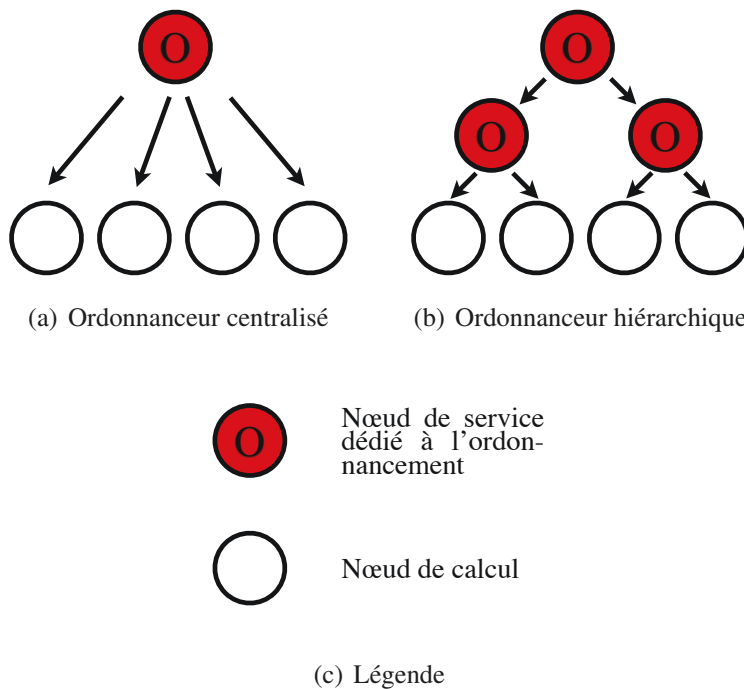 O
O
O O
(a) Ordonnanceur centralisé
(b) Ordonnanceur hiérarchique
O
Nœud de service
dédié à l'ordon-
nancement
Nœud de calcul
(c) Légende